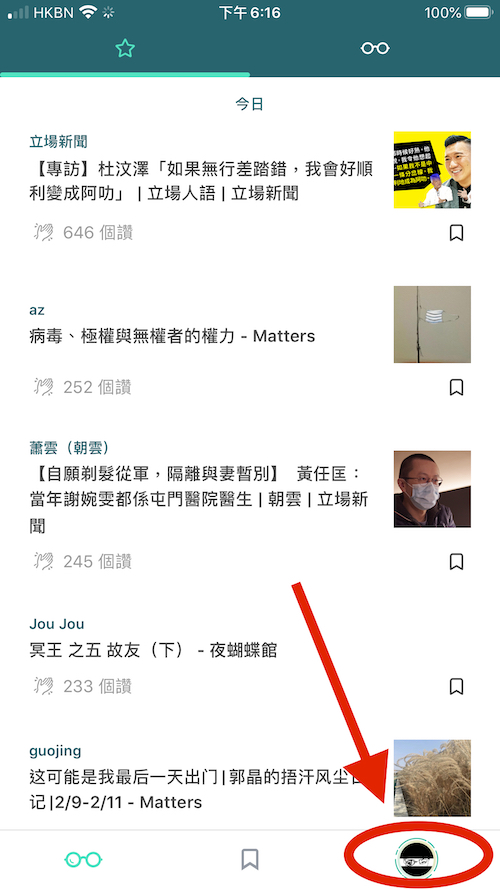 HKBN 下午6:16 100%
今日
立場新聞
【專訪】杜汶澤「如果無行差踏錯，我會好順
利變成阿叻」 | 立場人語 | 立場新聞
646 個讚
az
病毒、極權與無權者的權力 - Matters
252 個讚
蕭雲（朝雲）
【自願剃髮從軍，隔離與妻暫別】 黃任匡：
當年謝婉雯都係屯門醫院醫生 | 朝雲 | 立場新
聞
245 個讚
Jou Jou
冥王 之五 故友（下） - 夜蝴蝶館
233 個讚
guojing
这可能是我最后一天出门|郭晶的捂汗风尘日
记|2/9-2/11 - Matters